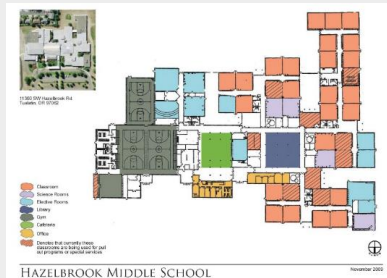 11300 SW Hazelbrook Rd.
Tualatin, OR 97062
Classroom
Science Rooms
Elective Rooms
Library
Gym
Cafeteria
Office
Denotes that currently these
classrooms are being used for pull
out programs or special services
HAZELBROOK MIDDLE SCHOOL
November 2009